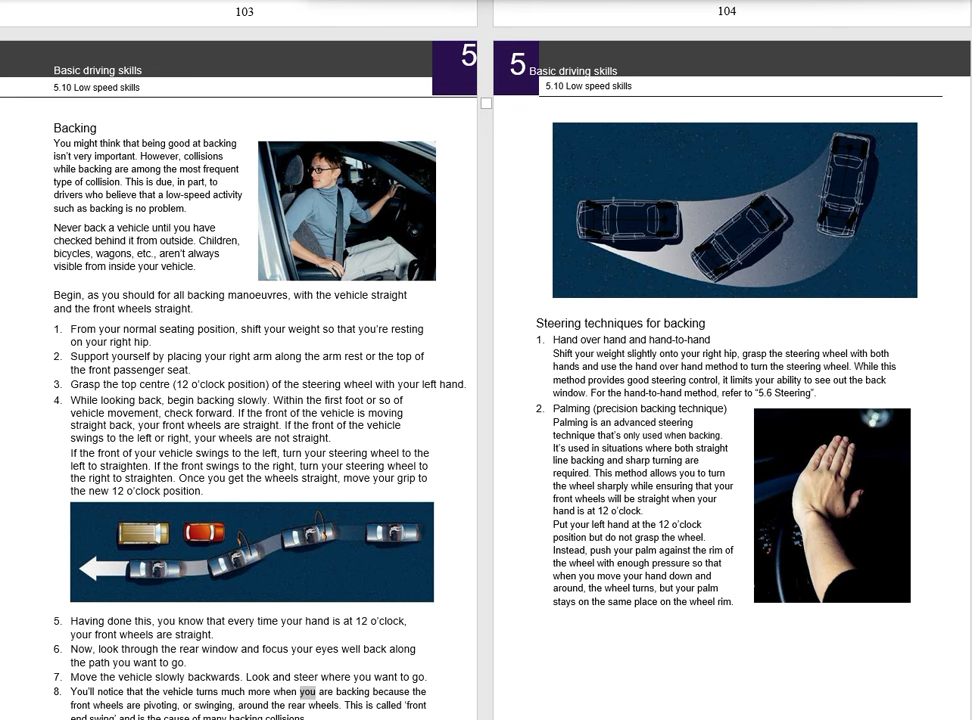 103
5
Basic driving skills
5.10 Low speed skills
Backing
You might think that being good at backing
isn't very important. However, collisions
while backing are among the most frequent
type of collision. This is due, in part, to
drivers who believe that a low-speed activity
such as backing is no problem.
Never back a vehicle until you have
checked behind it from outside. Children,
bicycles, wagons, etc., aren't always
visible from inside your vehicle.
Begin, as you should for all backing manoeuvres, with the vehicle straight
and the front wheels straight.
1. From your normal seating position, shift your weight so that you're resting
on your right hip.
2. Support yourself by placing your right arm along the arm rest or the top of
the front passenger seat.
3. Grasp the top centre (12 o'clock position) of the steering wheel with your left hand.
4. While looking back, begin backing slowly. Within the first foot or so of
vehicle movement, check forward. If the front of the vehicle is moving
straight back, your front wheels are straight. If the front of the vehicle
swings to the left or right, your wheels are not straight.
If the front of your vehicle swings to the left, turn your steering wheel to the
left to straighten. If the front swings to the right, turn your steering wheel to
the right to straighten. Once you get the wheels straight, move your grip to
the new 12 o'clock position.
5. Having done this, you know that every time your hand is at 12 o'clock,
your front wheels are straight.
6. Now, look through the rear window and focus your eyes well back along
the path you want to go.
7. Move the vehicle slowly backwards. Look and steer where you want to go.
8. You'll notice that the vehicle turns much more when you are backing because the
front wheels are pivoting, or swinging, around the rear wheels. This is called 'front
end swing' and is the cause of many backing collisions.
104
5 Basic driving skills
5.10 Low speed skills
Steering techniques for backing
1. Hand over hand and hand-to-hand
Shift your weight slightly onto your right hip, grasp the steering wheel with both
hands and use the hand over hand method to turn the steering wheel. While this
method provides good steering control, it limits your ability to see out the back
window. For the hand-to-hand method, refer to "5.6 Steering".
2. Palming (precision backing technique)
Palming is an advanced steering
technique that's only used when backing.
It's used in situations where both straight
line backing and sharp turning are
required. This method allows you to turn
the wheel sharply while ensuring that your
front wheels will be straight when your
hand is at 12 o'clock.
Put your left hand at the 12 o'clock
position but do not grasp the wheel.
Instead, push your palm against the rim of
the wheel with enough pressure so that
when you move your hand down and
around, the wheel turns, but your palm
stays on the same place on the wheel rim.